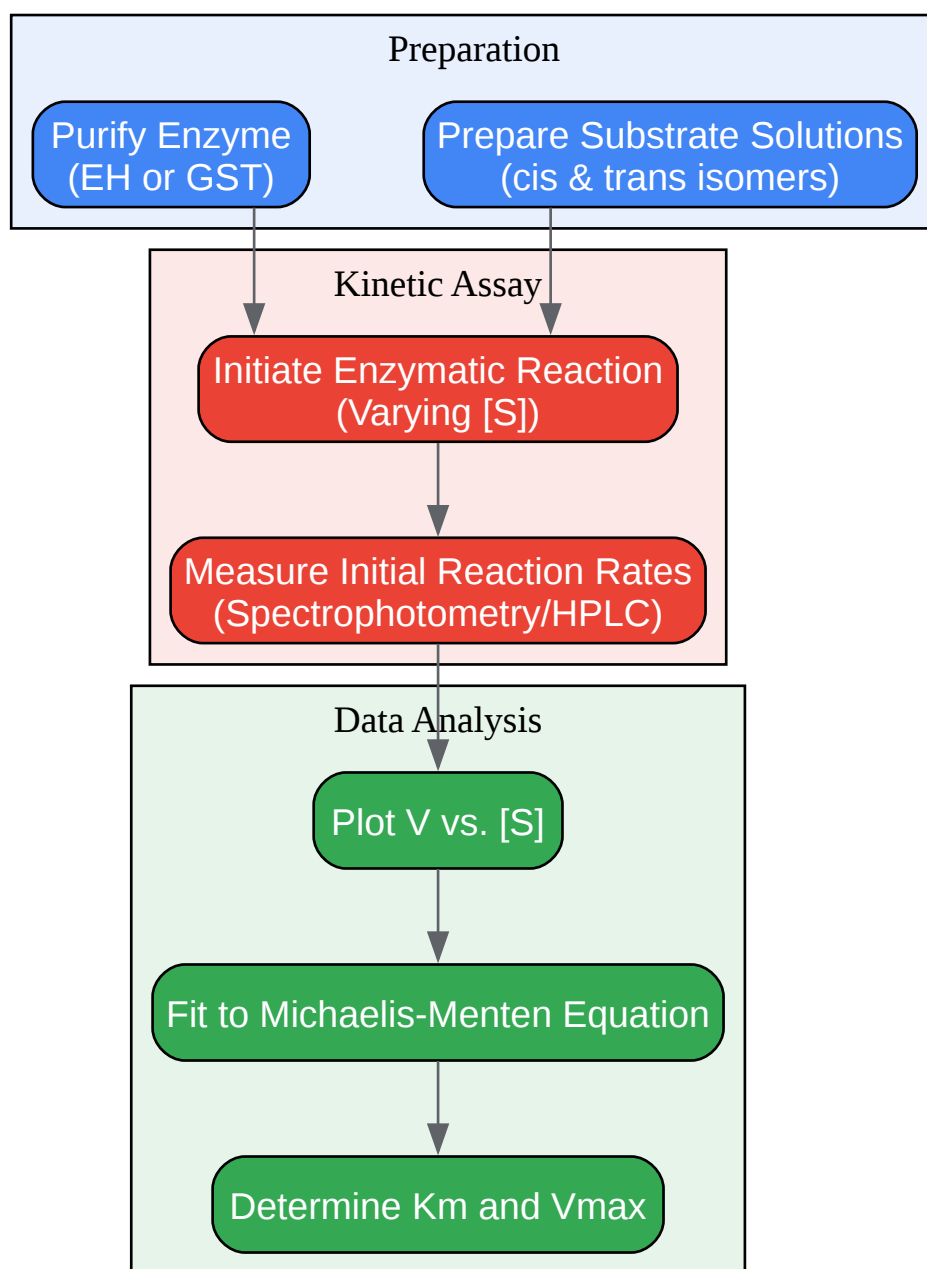 Preparation
Purify Enzyme
(EH or GST)
Prepare Substrate Solutions
(cis & trans isomers)
Kinetic Assay
Initiate Enzymatic Reaction
(Varying [S])
Measure Initial Reaction Rates
(Spectrophotometry/HPLC)
Data Analysis
Plot V vs. [S]
Fit to Michaelis-Menten Equation
Determine Km and Vmax